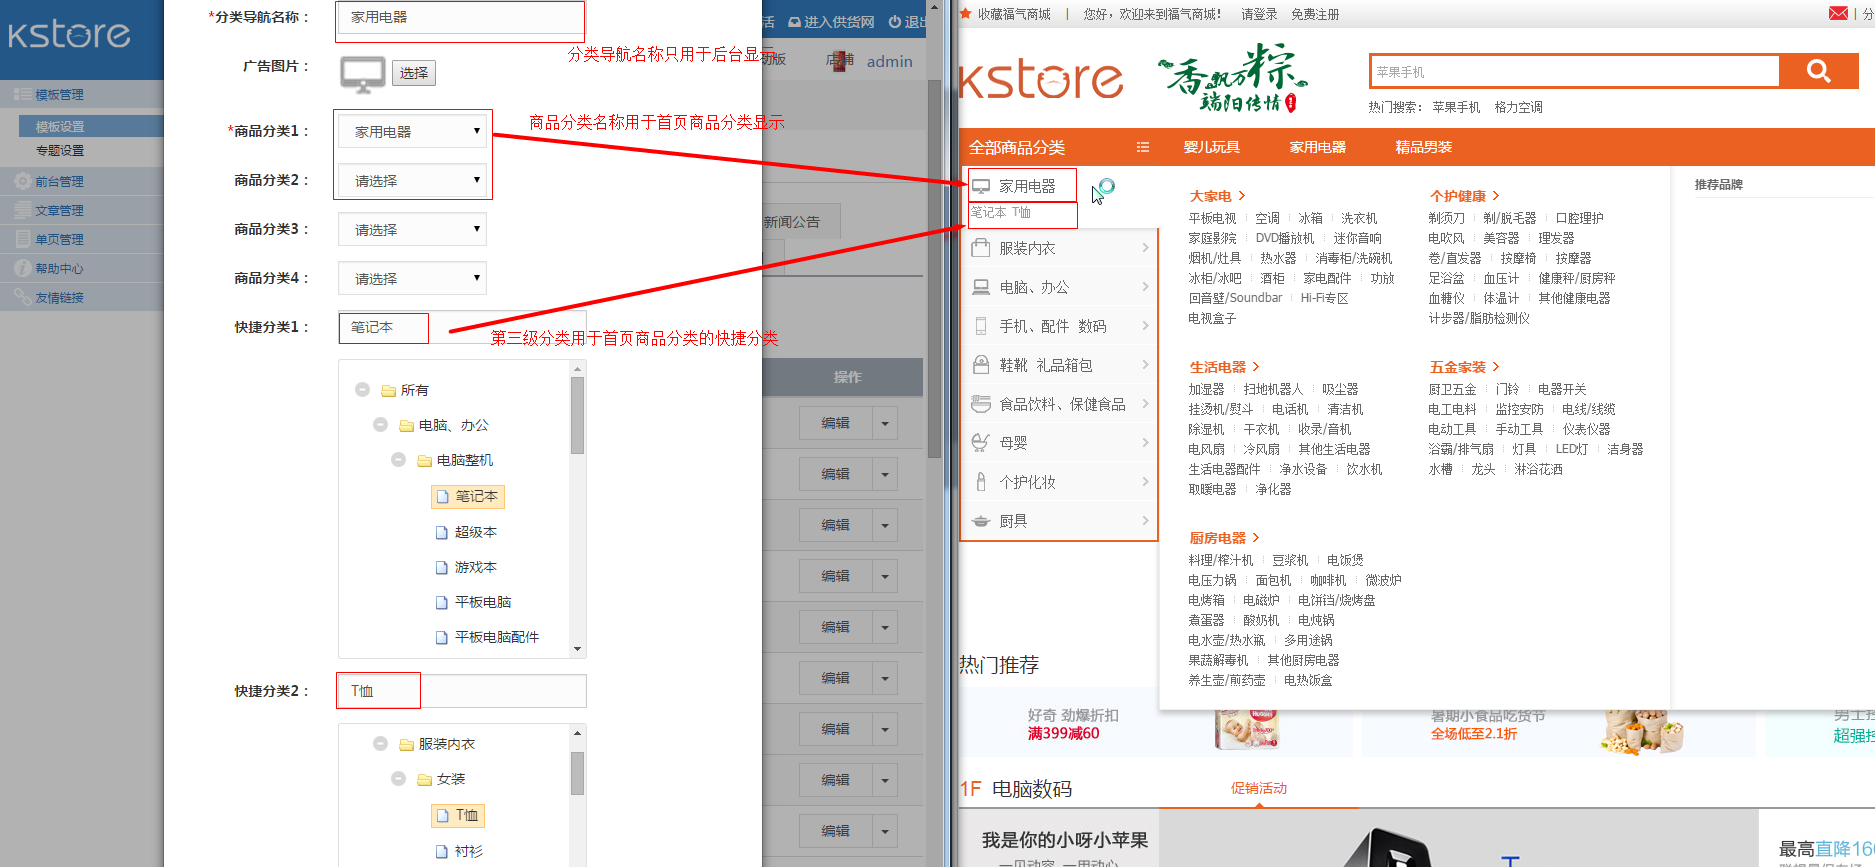 kstore
模板管理
模板设置
专题设置
前台管理
文章管理
单页管理
帮助中心
友情链接
*分类导航名称：
家用电器
分类导航名称只用于后台显示
广告图片：
选择
*商品分类1：
家用电器
商品分类名称用于首页商品分类显示
商品分类2：
请选择
商品分类3：
请选择
商品分类4：
请选择
快捷分类1：
笔记本
第三级分类用于首页商品分类的快捷分类
所有
电脑、办公
电脑整机
笔记本
超级本
游戏本
平板电脑
平板电脑配件
快捷分类2：
T恤
服装内衣
女装
T恤
衬衫
活 进入供货网 退出
店铺 admin
新闻公告
操作
编辑
编辑
编辑
编辑
编辑
编辑
编辑
编辑
编辑
收藏福气商城 | 您好，欢迎来到福气商城！ 请登录 免费注册
| 分
kstore
香飘万粽
端阳传情
苹果手机
热门搜索： 苹果手机 格力空调
全部商品分类 婴儿玩具 家用电器 精品男装
家用电器
笔记本 T恤
服装内衣
电脑、办公
手机、配件 数码
鞋靴 礼品箱包
食品饮料、保健食品
母婴
个护化妆
厨具
大家电
平板电视 空调 冰箱 洗衣机
家庭影院 DVD播放机 迷你音响
烟机/灶具 热水器 消毒柜/洗碗机
冰柜/冰吧 酒柜 家电配件 功放
回音壁/Soundbar Hi-Fi专区
电视盒子
个护健康
剃须刀 剃/脱毛器 口腔理护
电吹风 美容器 理发器
卷/直发器 按摩椅 按摩器
足浴盆 血压计 健康秤/厨房秤
血糖仪 体温计 其他健康电器
计步器/脂肪检测仪
推荐品牌
生活电器
加湿器 扫地机器人 吸尘器
挂烫机/熨斗 电话机 清洁机
除湿机 干衣机 收录/音机
电风扇 冷风扇 其他生活电器
生活电器配件 净水设备 饮水机
取暖电器 净化器
五金家装
厨卫五金 门铃 电器开关
电工电料 监控安防 电线/线缆
电动工具 手动工具 仪表仪器
浴霸/排气扇 灯具 LED灯 洁身器
水槽 龙头 淋浴花洒
厨房电器
料理/榨汁机 豆浆机 电饭煲
电压力锅 面包机 咖啡机 微波炉
电烤箱 电磁炉 电饼铛/烧烤盘
煮蛋器 酸奶机 电炖锅
电水壶/热水瓶 多用途锅
果蔬解毒机 其他厨房电器
养生壶/煎药壶 电热饭盒
热门推荐
好奇 劲爆折扣
满399减60
暑期小食品吃货节
全场低至2.1折
超强控
1F 电脑数码
促销活动
我是你的小呀小苹果
最高直降160